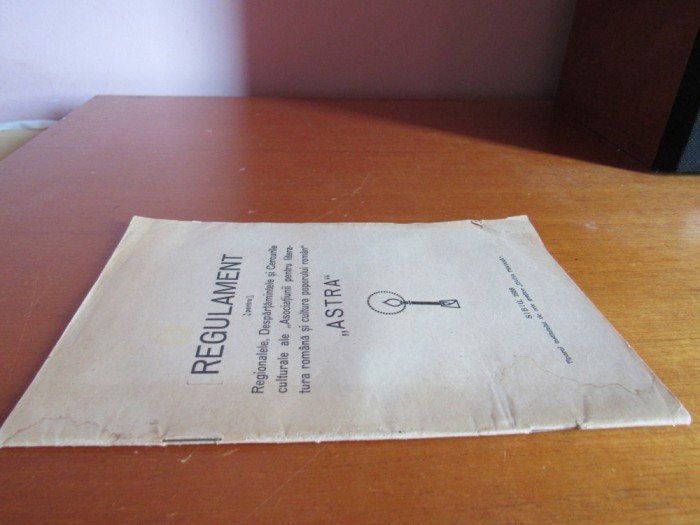 REGULAMENT
[pentru]
Regionalele, Despărțămintele și Cercurile
culturale ale „Asociațiunii pentru litera-
tura română și cultura poporului român"
„ASTRA"
SIBIU,